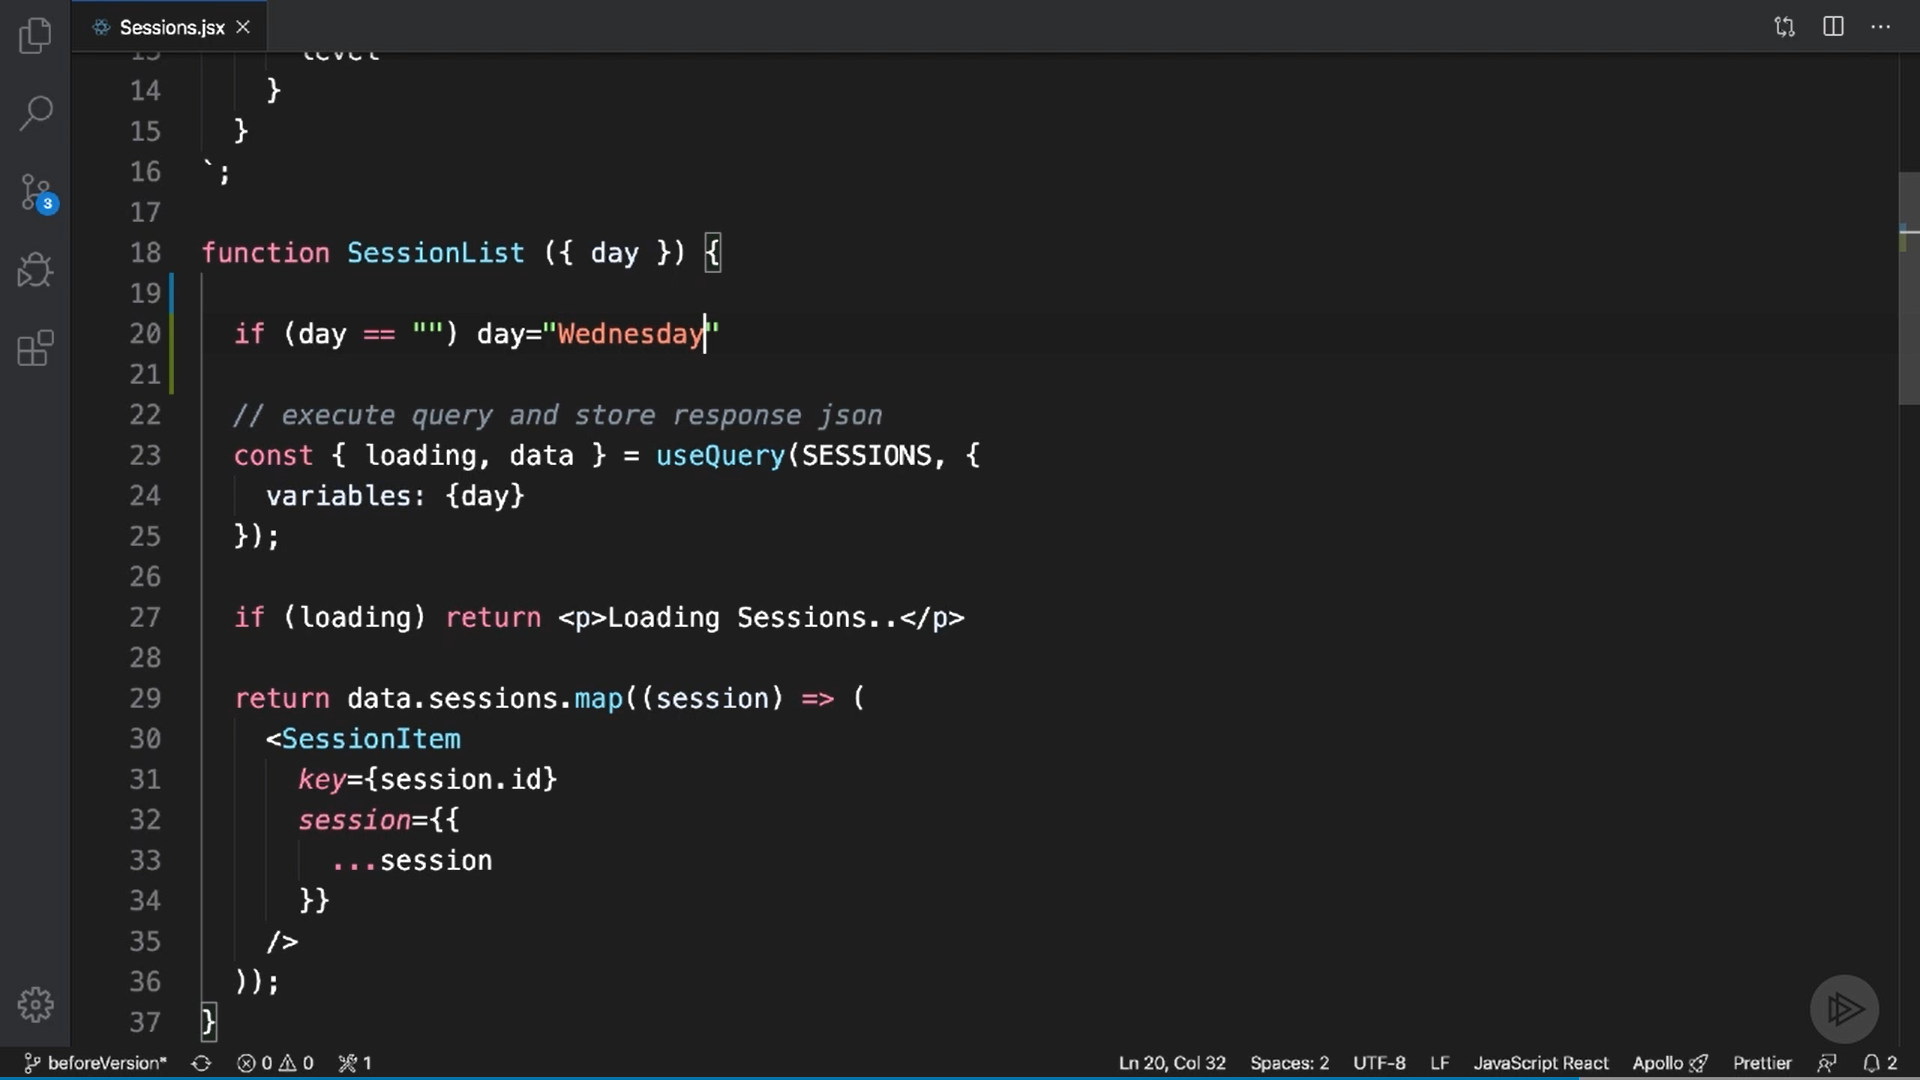 Sessions.jsx
13 level
14 }
15 }
16 `;
17
18 function SessionList ({ day }) {
19
20 if (day == "") day="Wednesday"
21
22 // execute query and store response json
23 const { loading, data } = useQuery(SESSIONS, {
24 variables: {day}
25 });
26
27 if (loading) return <p>Loading Sessions..</p>
28
29 return data.sessions.map((session) => (
30 <SessionItem
31 key={session.id}
32 session={{
33 ...session
34 }}
35 />
36 ));
37 }
3
beforeVersion* 0 0 1 Ln 20, Col 32 Spaces: 2 UTF-8 LF JavaScript React Apollo Prettier 2